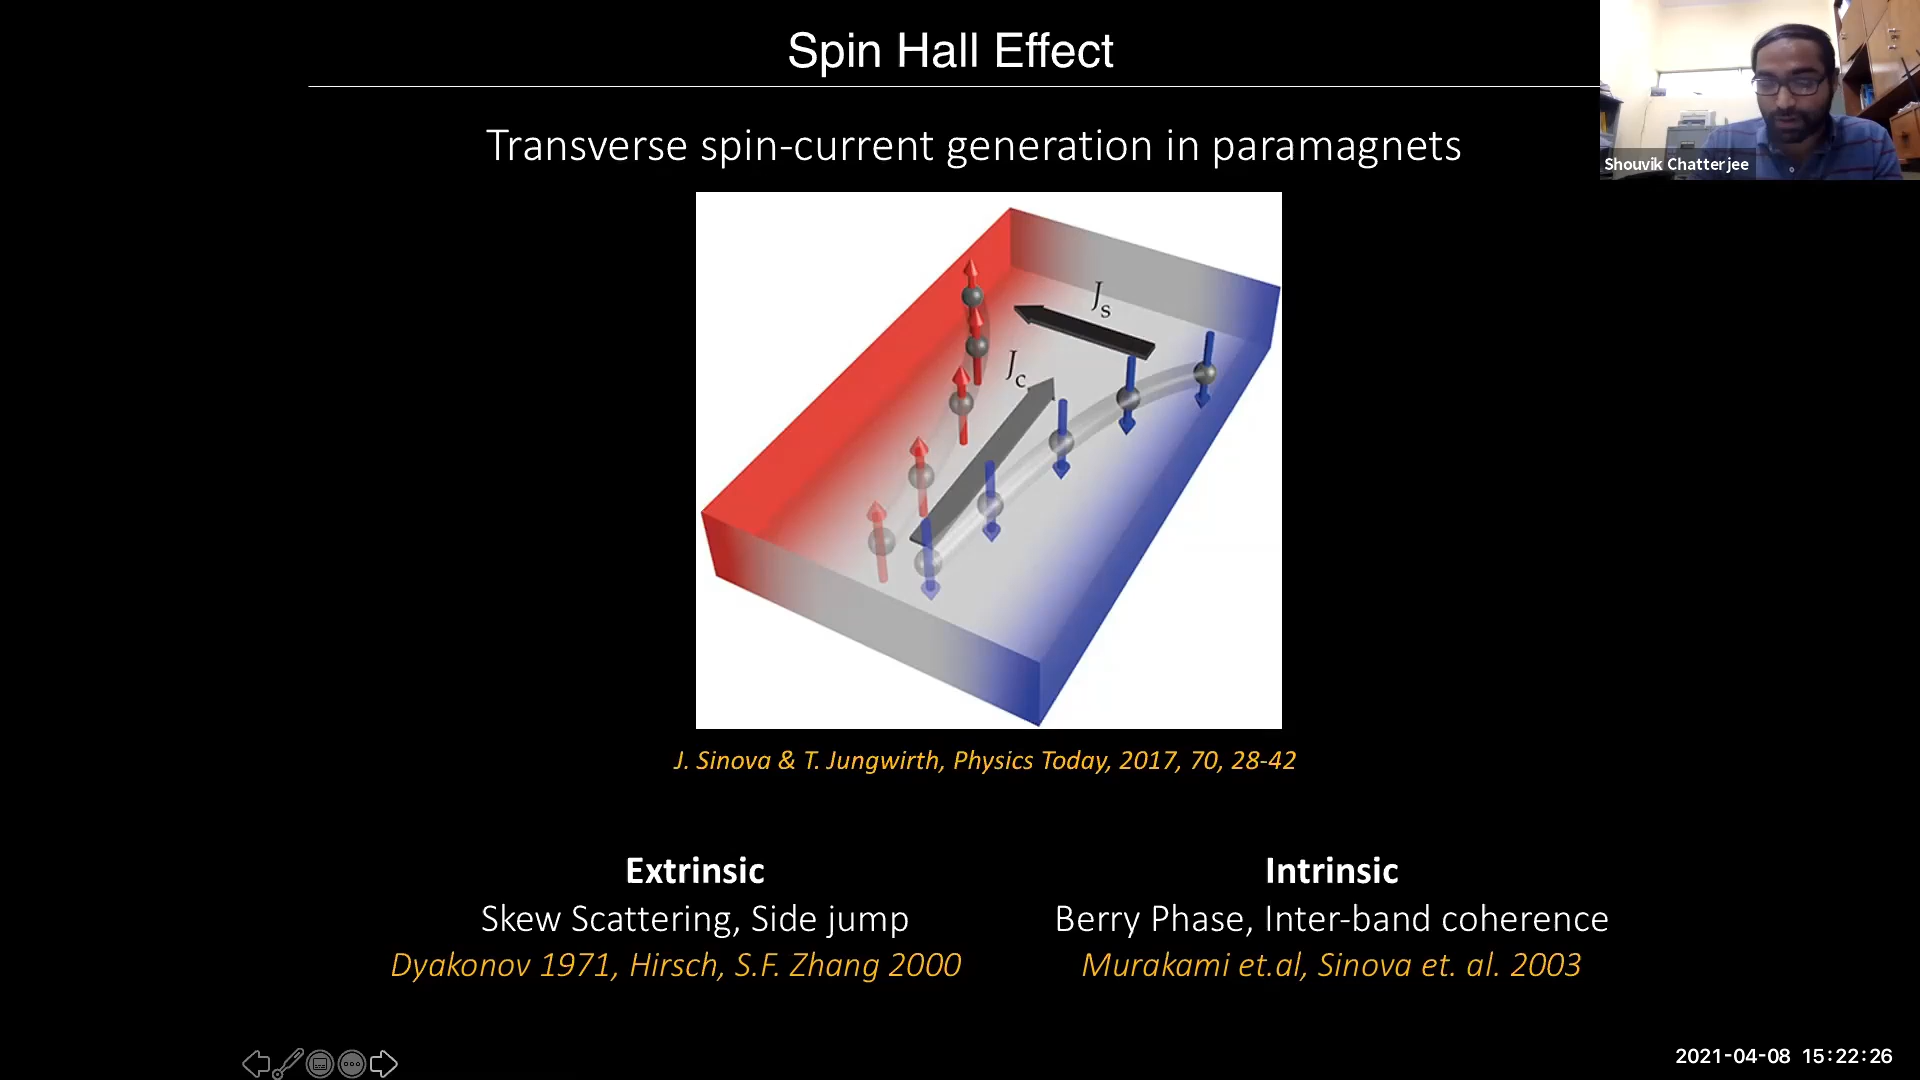 Spin Hall Effect
Shouvik Chatterjee
Transverse spin-current generation in paramagnets
Js
Jc
J. Sinova & T. Jungwirth, Physics Today, 2017, 70, 28-42
Extrinsic
Skew Scattering, Side jump
Dyakonov 1971, Hirsch, S.F. Zhang 2000
Intrinsic
Berry Phase, Inter-band coherence
Murakami et.al, Sinova et. al. 2003
2021-04-08 15:22:26